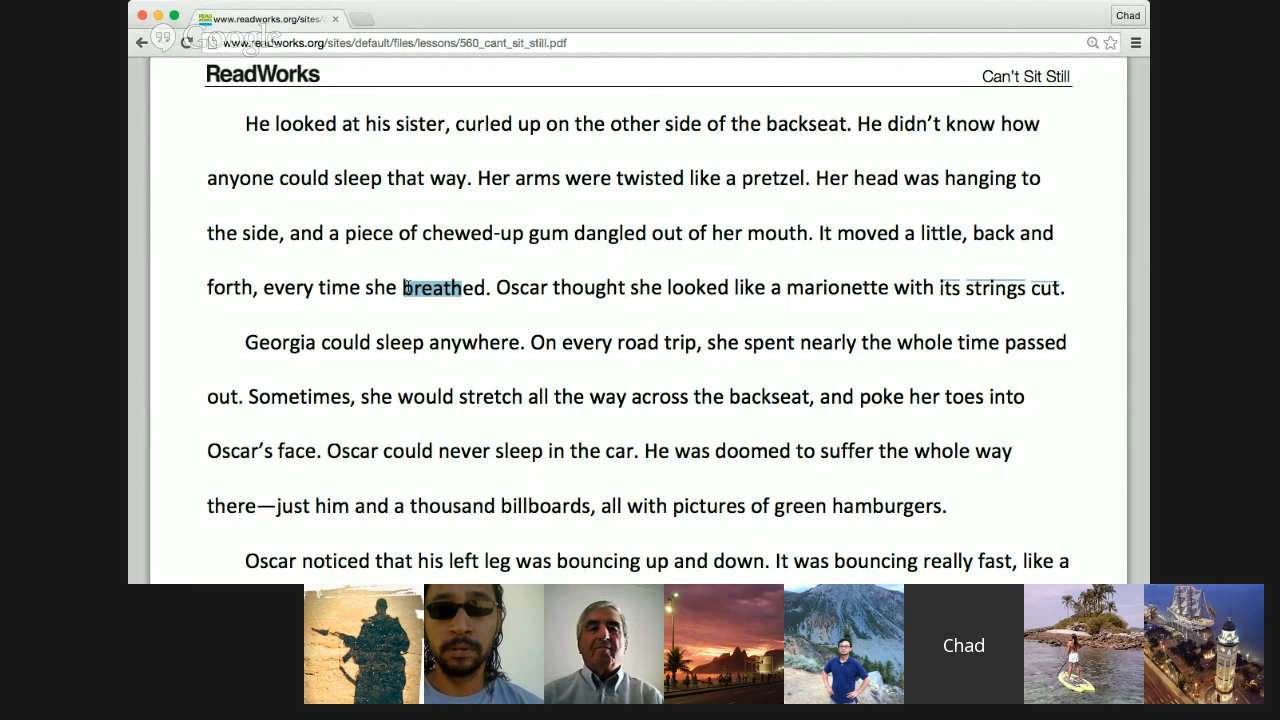 www.readworks.org/sites/
Chad
Google
www.readworks.org/sites/default/files/lessons/560_cant_sit_still.pdf
ReadWorks
Can't Sit Still
He looked at his sister, curled up on the other side of the backseat. He didn’t know how
anyone could sleep that way. Her arms were twisted like a pretzel. Her head was hanging to
the side, and a piece of chewed-up gum dangled out of her mouth. It moved a little, back and
forth, every time she breathed. Oscar thought she looked like a marionette with its strings cut.
Georgia could sleep anywhere. On every road trip, she spent nearly the whole time passed
out. Sometimes, she would stretch all the way across the backseat, and poke her toes into
Oscar’s face. Oscar could never sleep in the car. He was doomed to suffer the whole way
there—just him and a thousand billboards, all with pictures of green hamburgers.
Oscar noticed that his left leg was bouncing up and down. It was bouncing really fast, like a
Chad